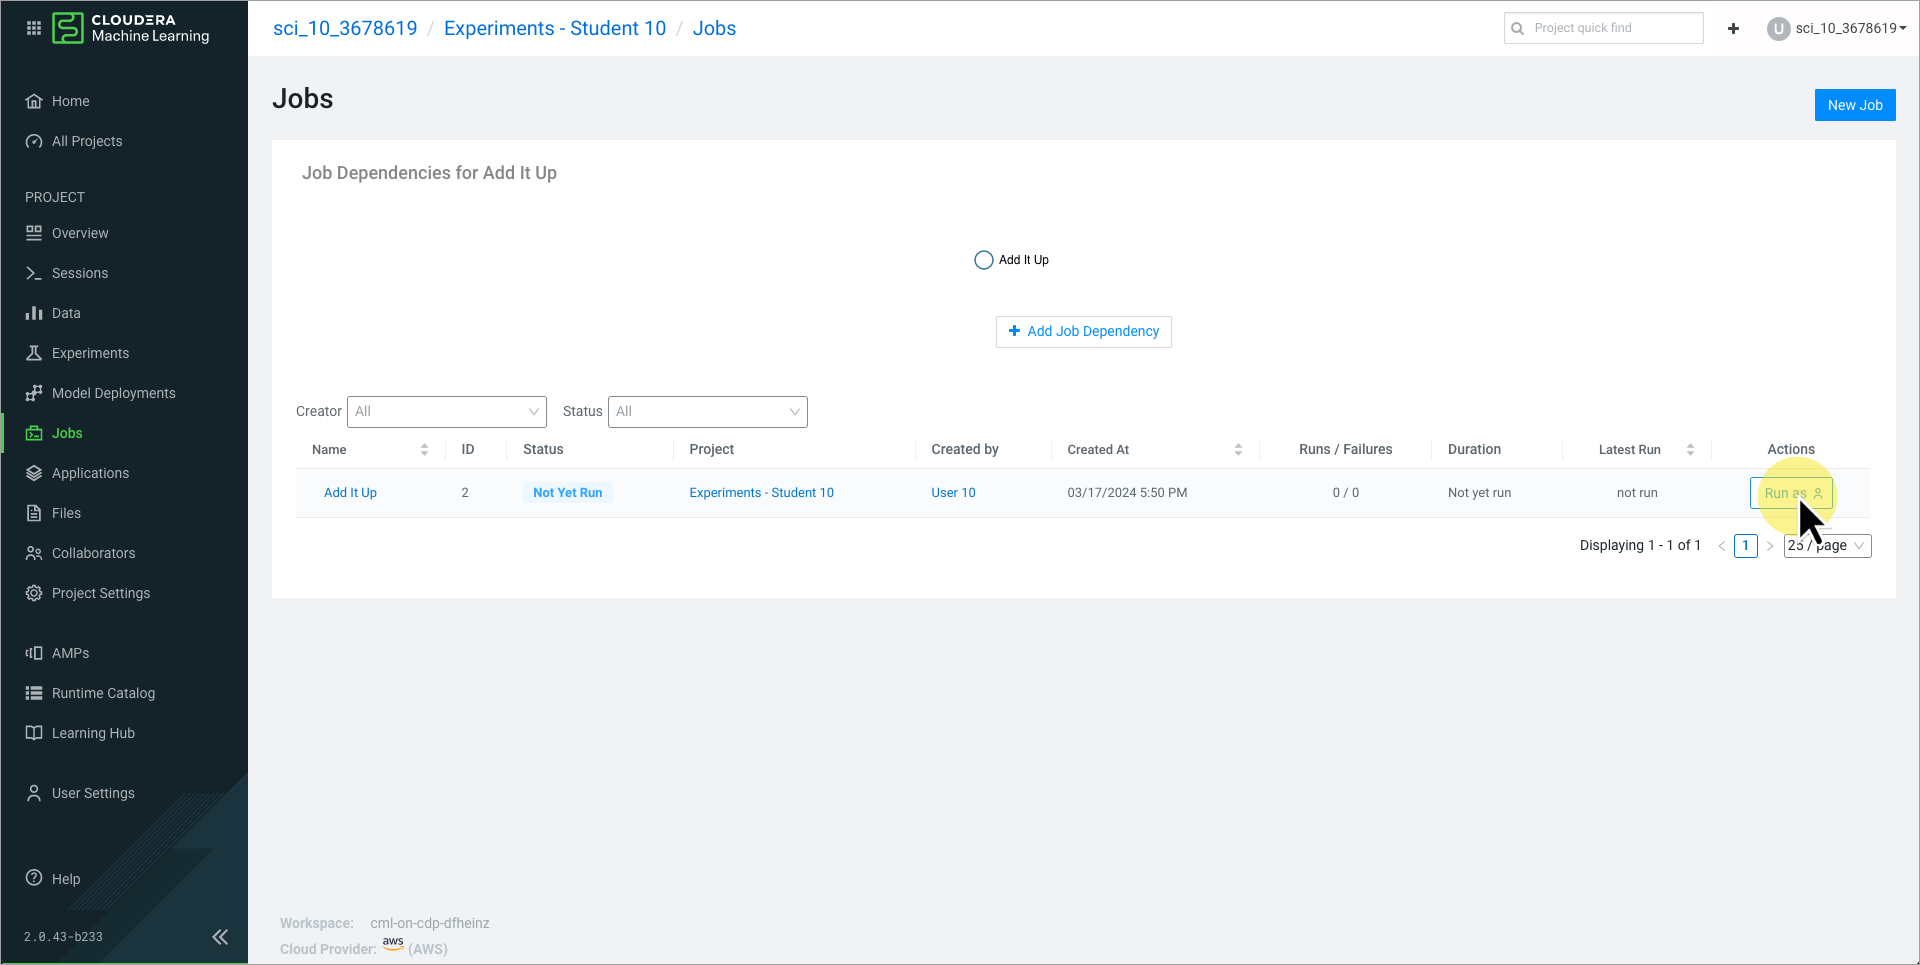 CLOUDERA
Machine Learning
sci_10_3678619 / Experiments - Student 10 / Jobs
Project quick find
U sci_10_3678619
Home
All Projects
PROJECT
Overview
Sessions
Data
Experiments
Model Deployments
Jobs
Applications
Files
Collaborators
Project Settings
AMPs
Runtime Catalog
Learning Hub
User Settings
Help
2.0.43-b233
Jobs
New Job
Job Dependencies for Add It Up
Add It Up
+ Add Job Dependency
Creator All Status All
Name ID Status Project Created by Created At Runs / Failures Duration Latest Run Actions
Add It Up 2 Not Yet Run Experiments - Student 10 User 10 03/17/2024 5:50 PM 0 / 0 Not yet run not run Run as
Displaying 1 - 1 of 1 < 1 > 25 / page
Workspace: cml-on-cdp-dfheinz
Cloud Provider: aws (AWS)